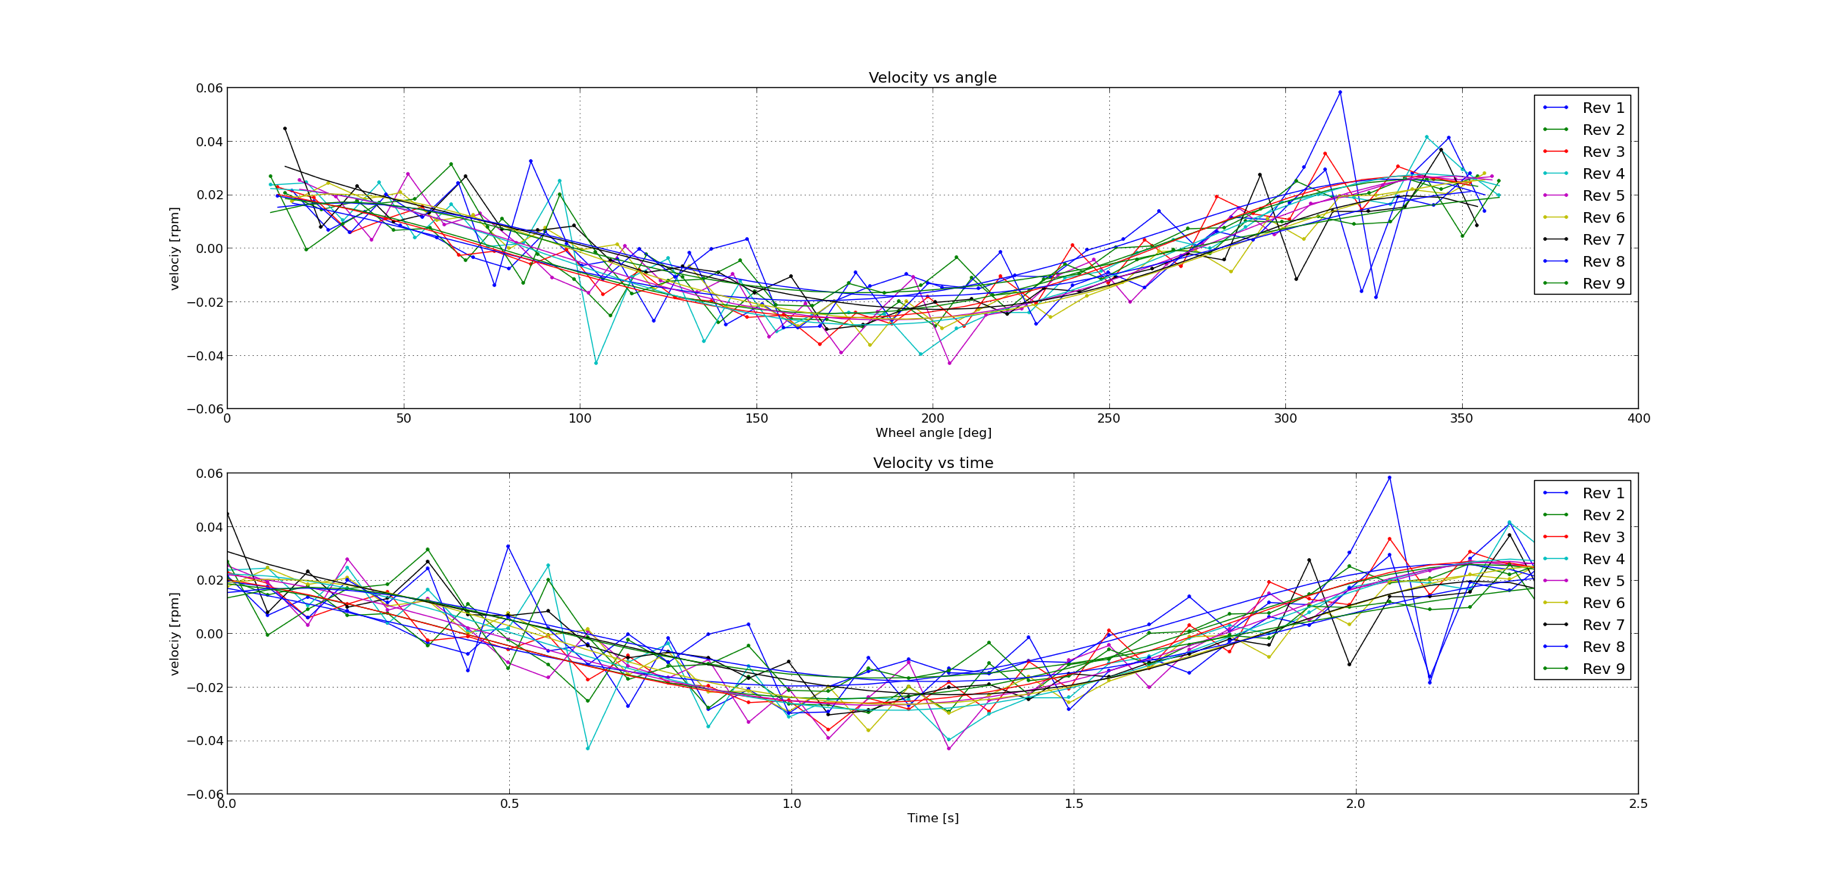 Velocity vs angle
0.06
0.04
0.02
0.00
−0.02
−0.04
−0.06
velociy [rpm]
Rev 1
Rev 2
Rev 3
Rev 4
Rev 5
Rev 6
Rev 7
Rev 8
Rev 9
0 50 100 150 200 250 300 350 400
Wheel angle [deg]
Velocity vs time
0.06
0.04
0.02
0.00
−0.02
−0.04
−0.06
velociy [rpm]
Rev 1
Rev 2
Rev 3
Rev 4
Rev 5
Rev 6
Rev 7
Rev 8
Rev 9
0.0 0.5 1.0 1.5 2.0 2.5
Time [s]